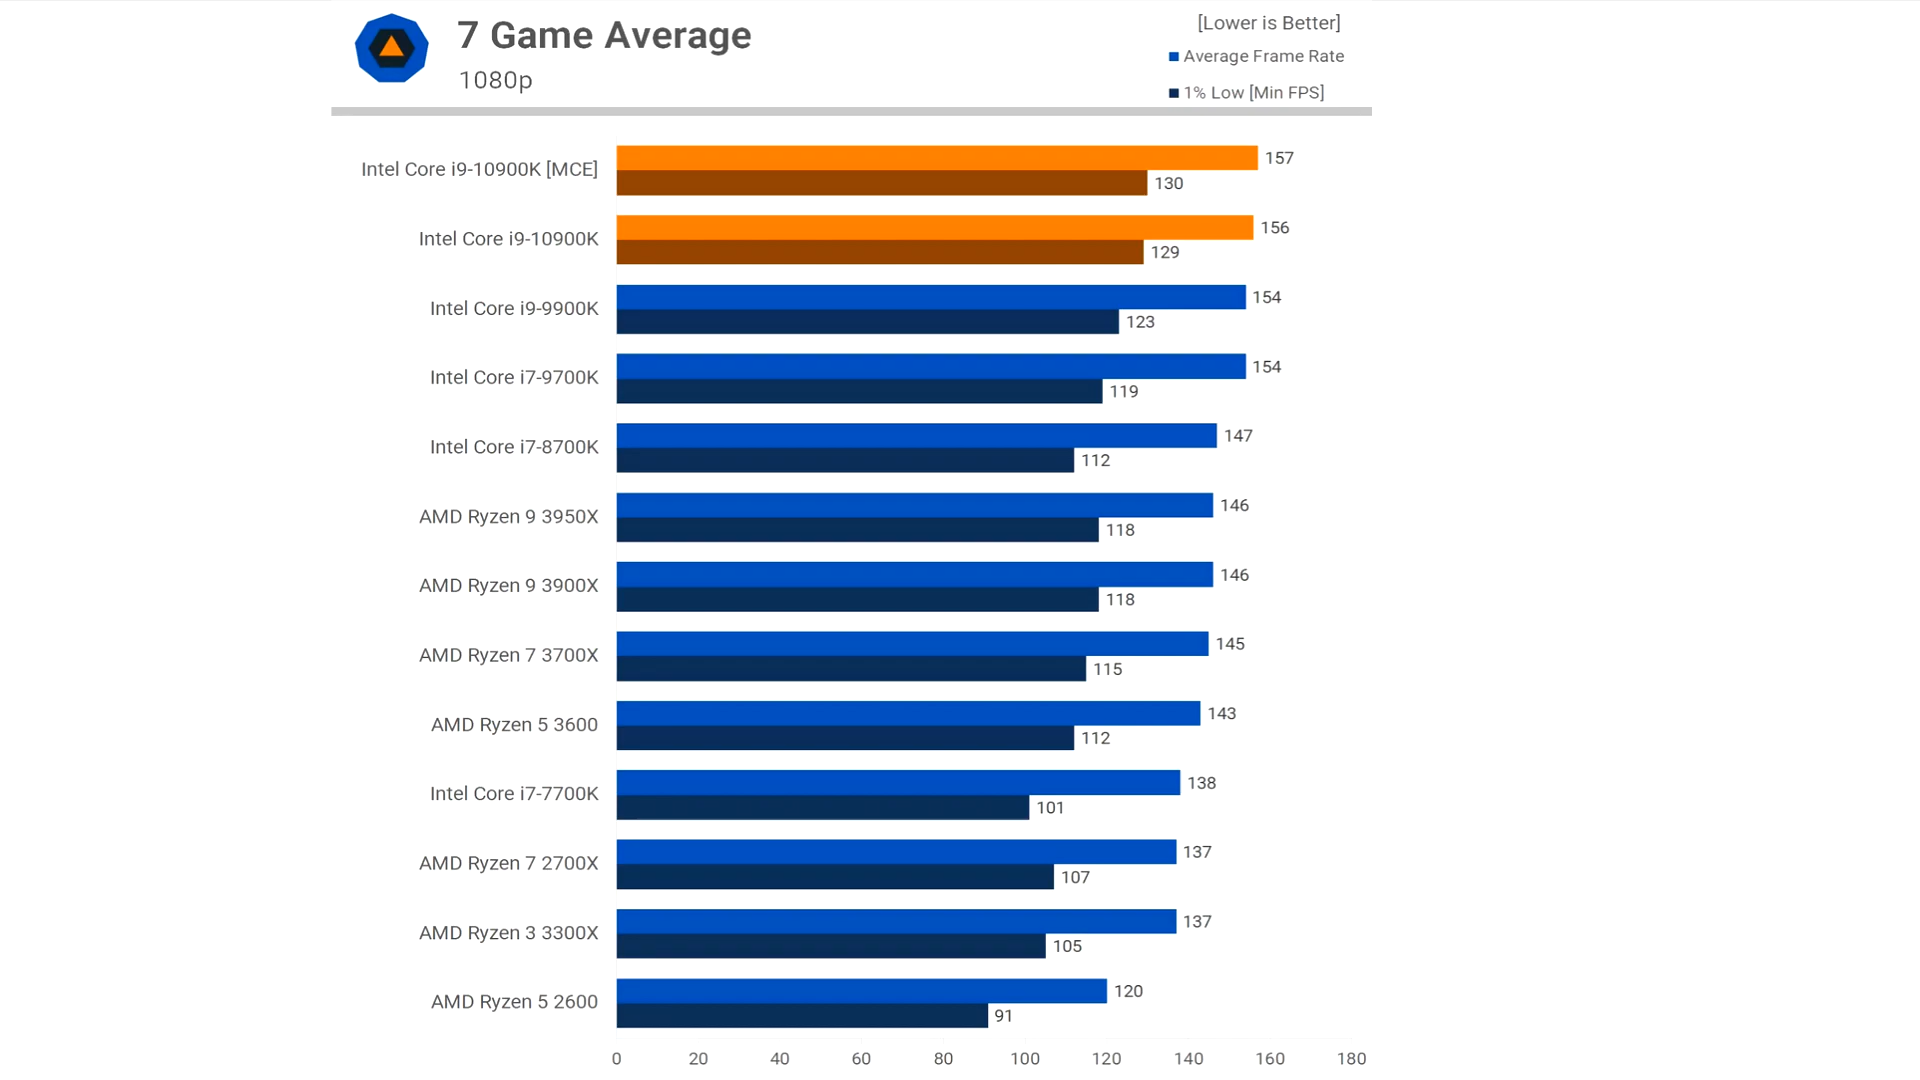 7 Game Average
1080p
[Lower is Better]
Average Frame Rate
1% Low [Min FPS]
Intel Core i9-10900K [MCE]
157
130
Intel Core i9-10900K
156
129
Intel Core i9-9900K
154
123
Intel Core i7-9700K
154
119
Intel Core i7-8700K
147
112
AMD Ryzen 9 3950X
146
118
AMD Ryzen 9 3900X
146
118
AMD Ryzen 7 3700X
145
115
AMD Ryzen 5 3600
143
112
Intel Core i7-7700K
138
101
AMD Ryzen 7 2700X
137
107
AMD Ryzen 3 3300X
137
105
AMD Ryzen 5 2600
120
91
0 20 40 60 80 100 120 140 160 180